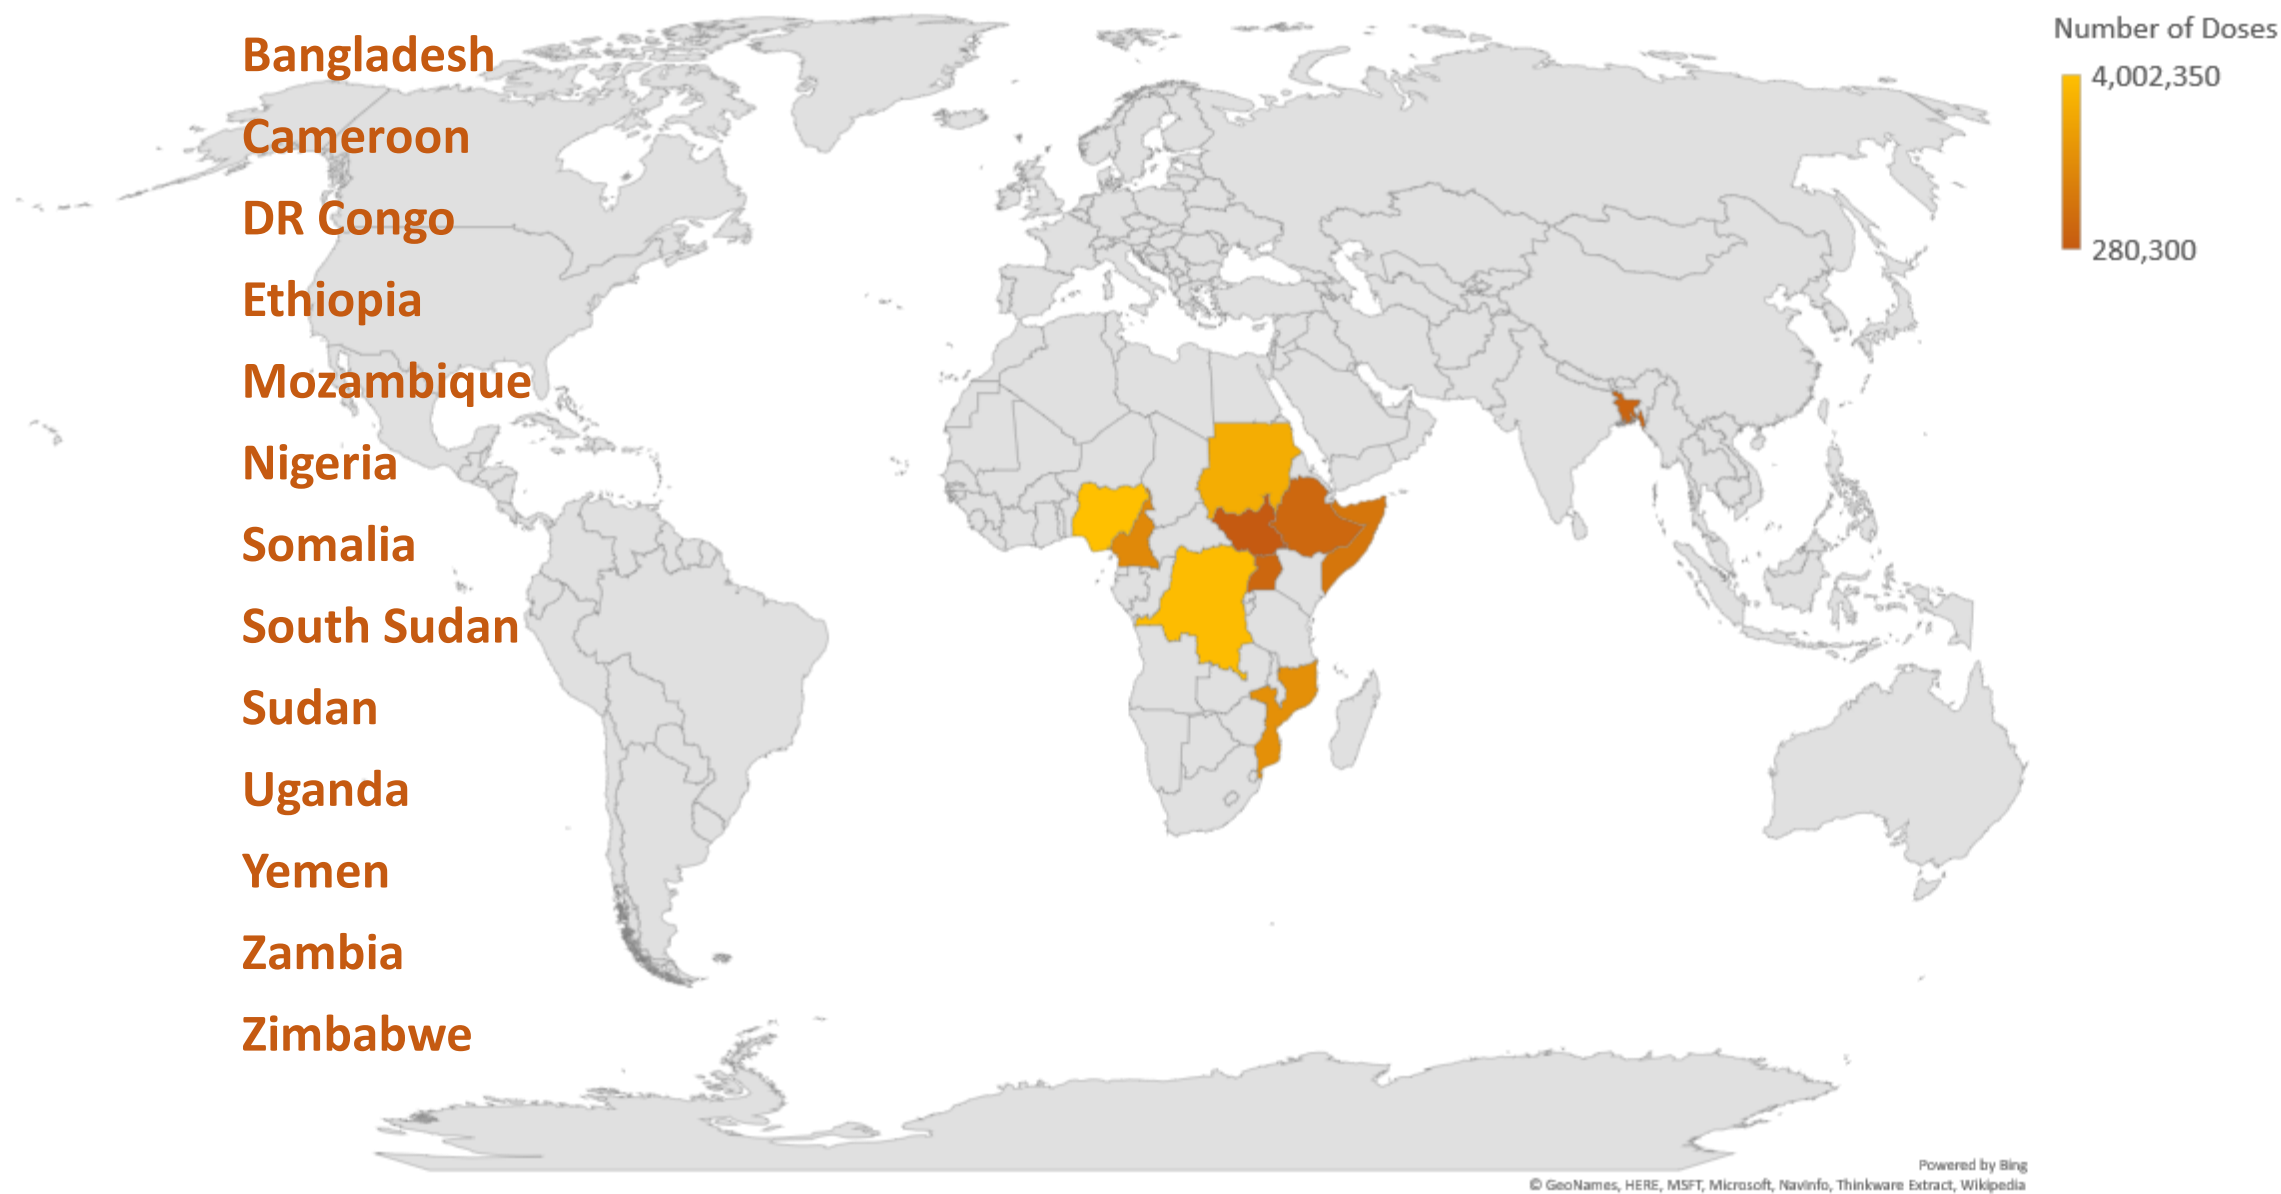 Bangladesh
Cameroon
DR Congo
Ethiopia
Mozambique
Nigeria
Somalia
South Sudan
Sudan
Uganda
Yemen
Zambia
Zimbabwe
Number of Doses
4,002,350
280,300
Powered by Bing
© GeoNames, HERE, MSFT, Microsoft, NavInfo, Thinkware Extract, Wikipedia